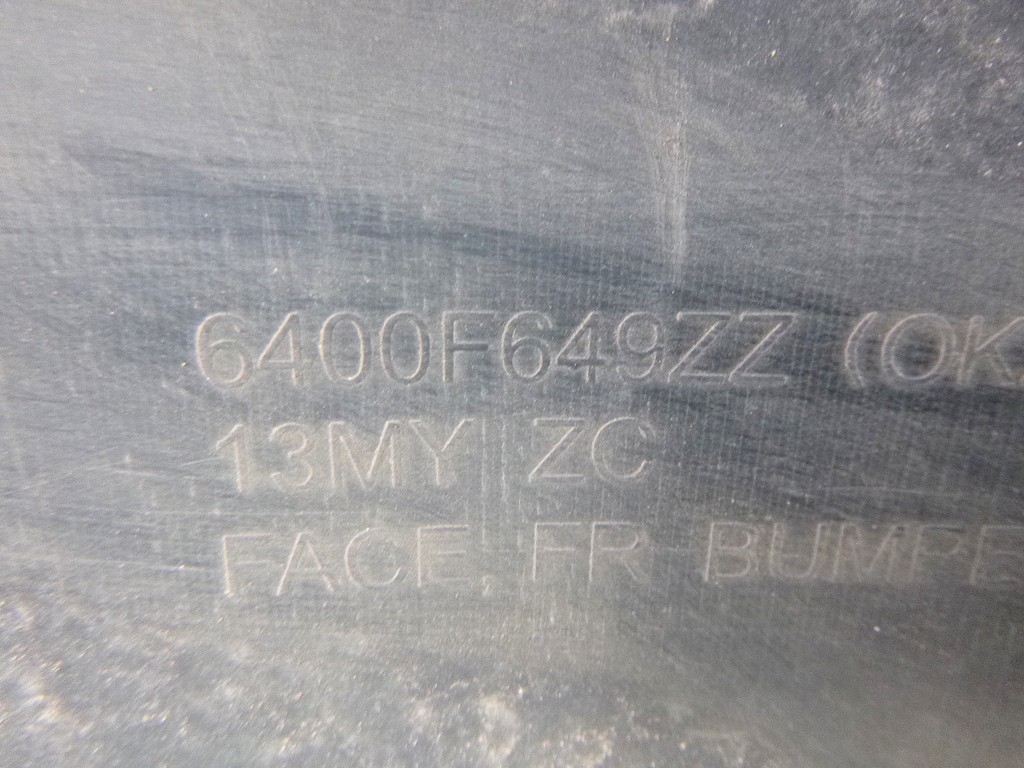 6400F649ZZ (OK
13MY ZC
FACE, FR BUMPE